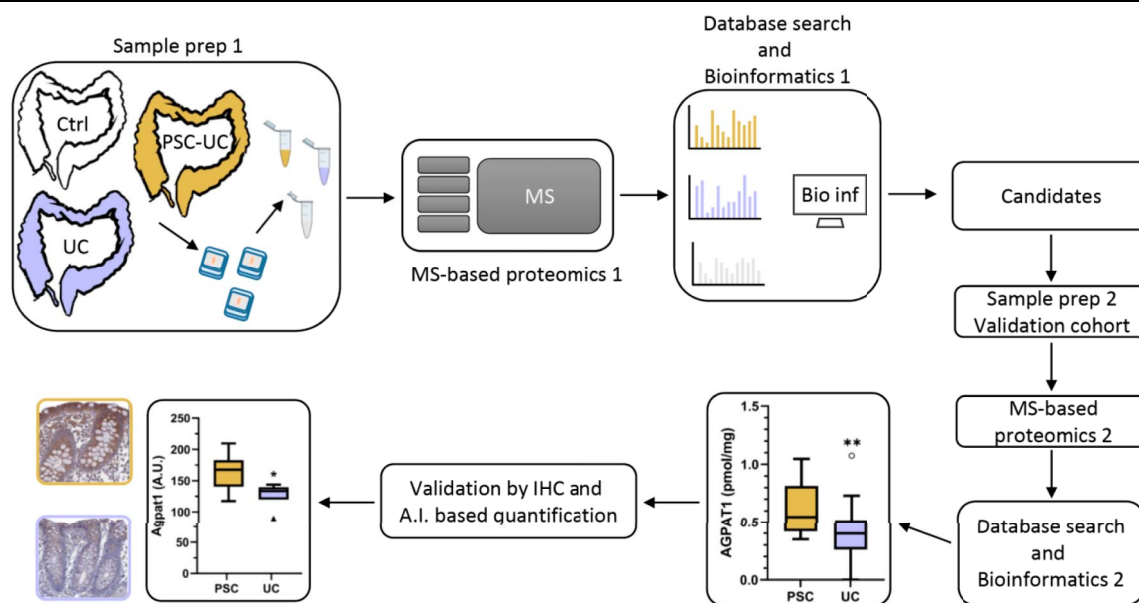 Sample prep 1
Ctrl
PSC-UC
UC
MS
MS-based proteomics 1
Database search
and
Bioinformatics 1
Bio inf
Candidates
Sample prep 2
Validation cohort
MS-based
proteomics 2
Database search
and
Bioinformatics 2
AGPAT1 (pmol/mg)
1.5
1.0
0.5
0.0
**
PSC
UC
Validation by IHC and
A.I. based quantification
Agpat1 (A.U.)
250
200
150
100
50
0
*
PSC
UC